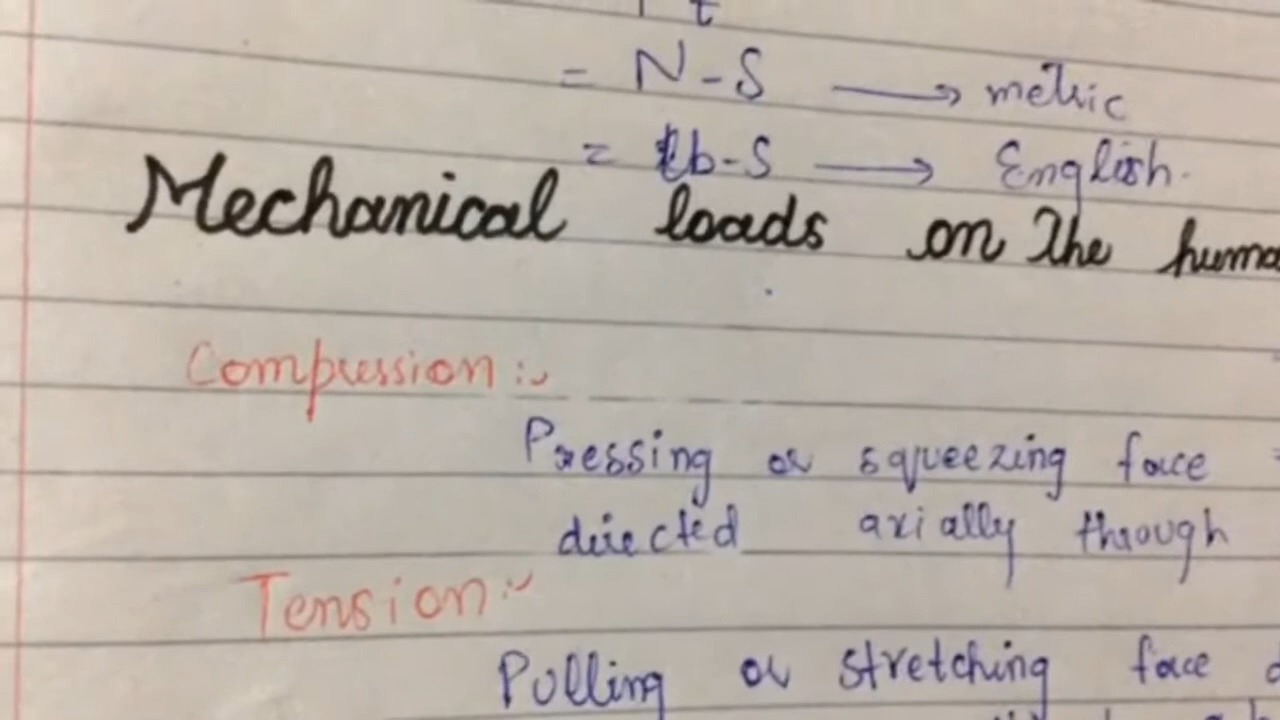 = N-S → metric
= lb-S → English.
Mechanical loads on the
Compression :-
Pressing or squeezing force
directed axially through
Tension :-
Pulling or stretching force